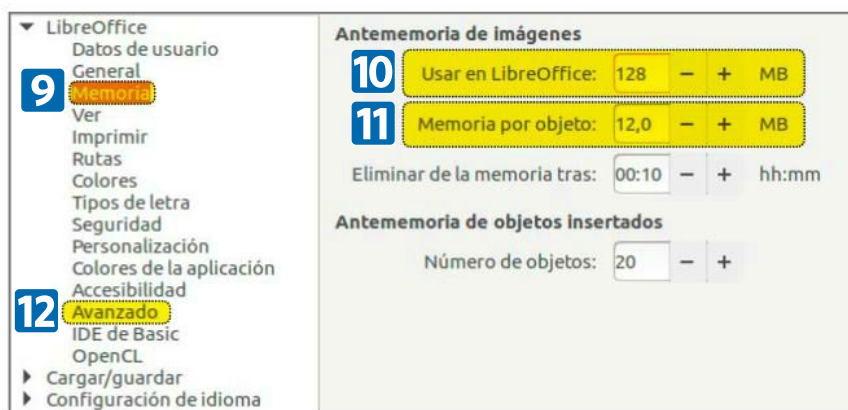 LibreOffice
Datos de usuario
General
9 Memoria
Ver
Imprimir
Rutas
Colores
Tipos de letra
Seguridad
Personalización
Colores de la aplicación
Accesibilidad
12 Avanzado
IDE de Basic
OpenCL
Cargar/guardar
Configuración de idioma
Antememoria de imágenes
10 Usar en LibreOffice: 128 − + MB
11 Memoria por objeto: 12,0 − + MB
Eliminar de la memoria tras: 00:10 − + hh:mm
Antememoria de objetos insertados
Número de objetos: 20 − +